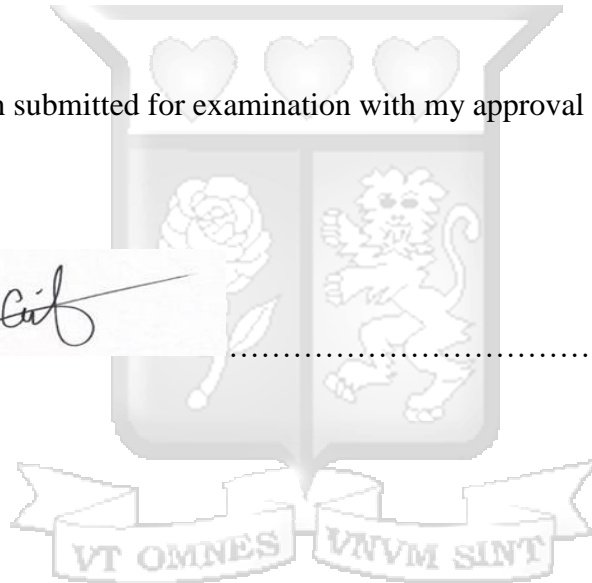 n submitted for examination with my approval
……………………………
VT OMNES VNVM SINT